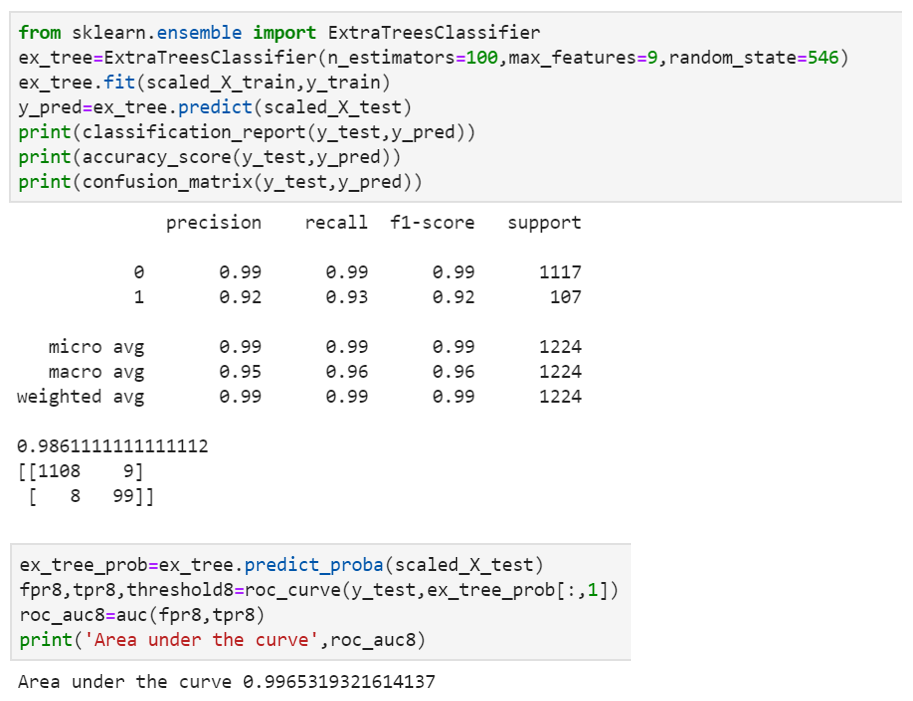 from sklearn.ensemble import ExtraTreesClassifier
ex_tree=ExtraTreesClassifier(n_estimators=100,max_features=9,random_state=546)
ex_tree.fit(scaled_X_train,y_train)
y_pred=ex_tree.predict(scaled_X_test)
print(classification_report(y_test,y_pred))
print(accuracy_score(y_test,y_pred))
print(confusion_matrix(y_test,y_pred))
precision recall f1-score support
0 0.99 0.99 0.99 1117
1 0.92 0.93 0.92 107
micro avg 0.99 0.99 0.99 1224
macro avg 0.95 0.96 0.96 1224
weighted avg 0.99 0.99 0.99 1224
0.9861111111111112
[[1108 9]
[ 8 99]]
ex_tree_prob=ex_tree.predict_proba(scaled_X_test)
fpr8,tpr8,threshold8=roc_curve(y_test,ex_tree_prob[:,1])
roc_auc8=auc(fpr8,tpr8)
print('Area under the curve',roc_auc8)
Area under the curve 0.9965319321614137